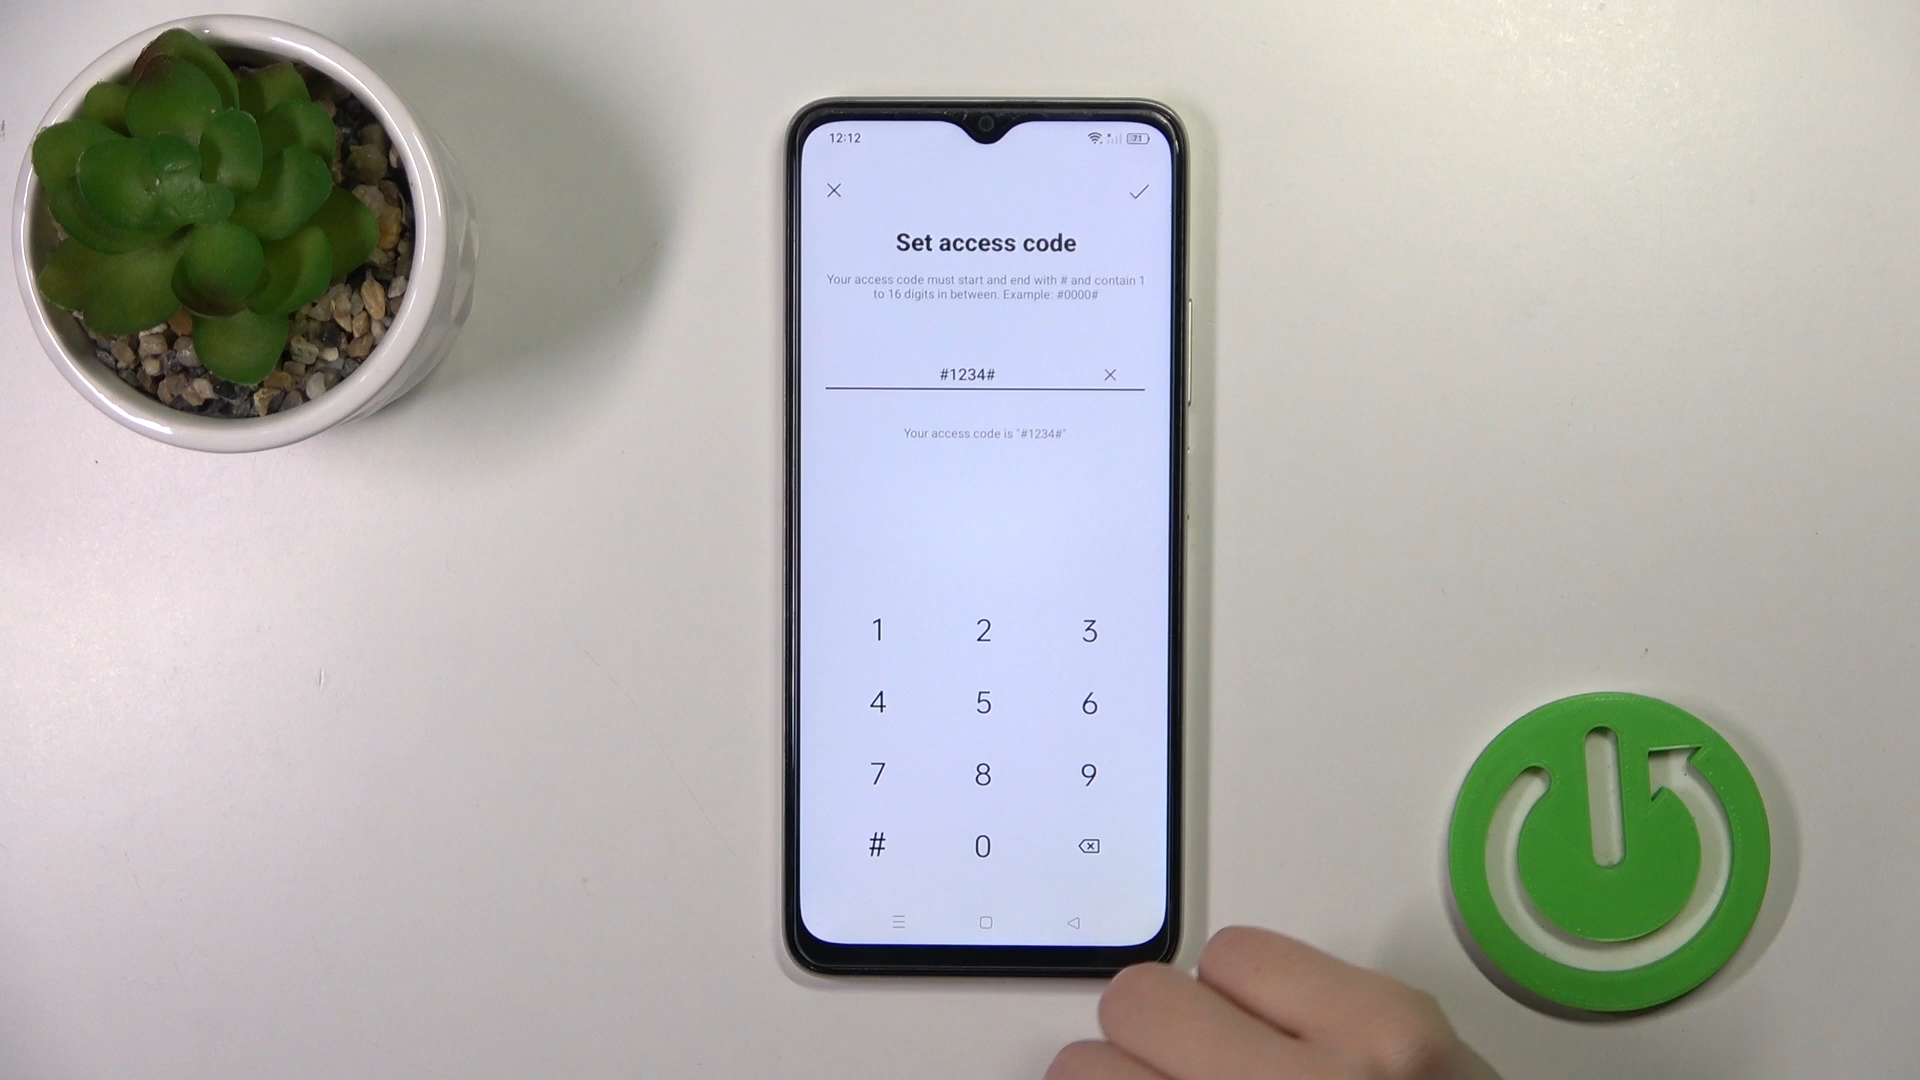 12:12
71
Set access code
Your access code must start and end with # and contain 1
to 16 digits in between. Example: #0000#
#1234#
Your access code is "#1234#"
1 2 3
4 5 6
7 8 9
# 0